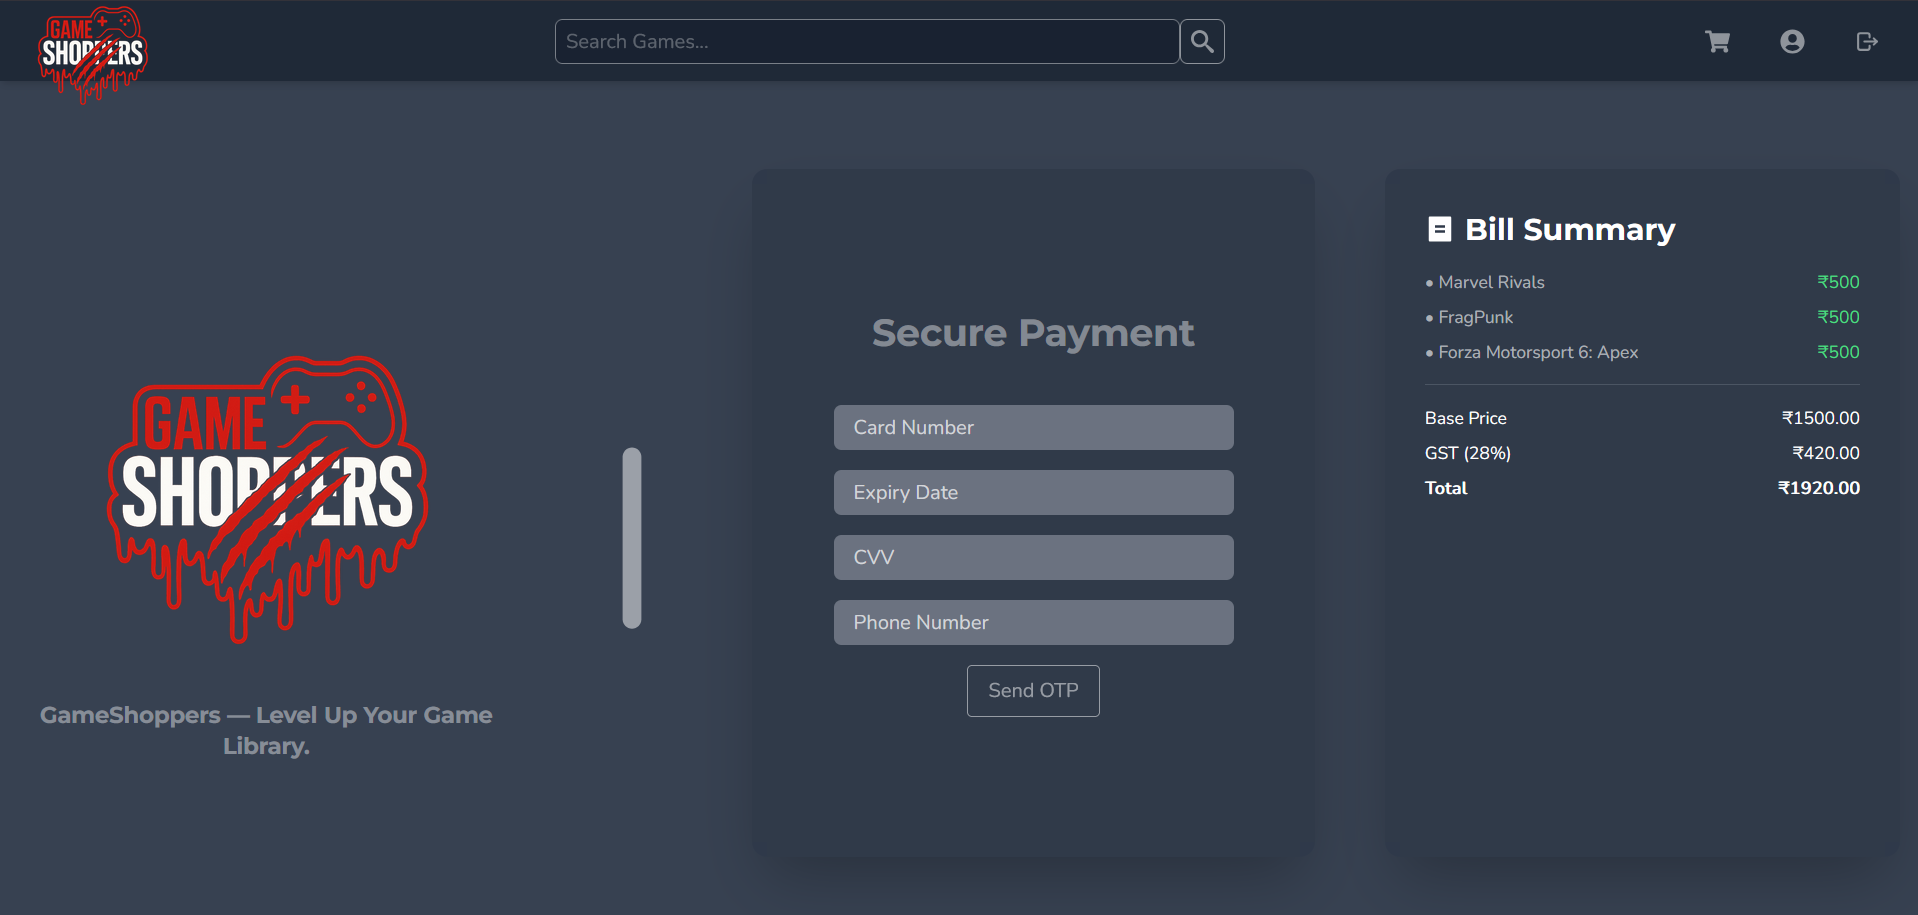 GAME
SHOPPERS
Search Games...
GAME
SHOPPERS
GameShoppers — Level Up Your Game
Library.
Secure Payment
Card Number
Expiry Date
CVV
Phone Number
Send OTP
Bill Summary
• Marvel Rivals ₹500
• FragPunk ₹500
• Forza Motorsport 6: Apex ₹500
Base Price ₹1500.00
GST (28%) ₹420.00
Total ₹1920.00